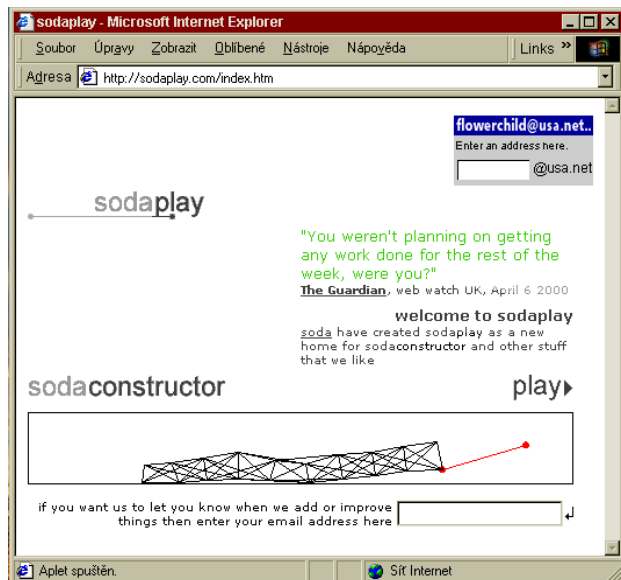 sodaplay - Microsoft Internet Explorer
Soubor Úpravy Zobrazit Oblíbené Nástroje Nápověda Links »
Adresa http://sodaplay.com/index.htm
flowerchild@usa.net..
Enter an address here.
@usa.net
sodaplay
"You weren't planning on getting
any work done for the rest of the
week, were you?"
The Guardian, web watch UK, April 6 2000
welcome to sodaplay
soda have created sodaplay as a new
home for sodaconstructor and other stuff
that we like
sodaconstructor play
if you want us to let you know when we add or improve
things then enter your email address here
Aplet spuštěn. Síť Internet